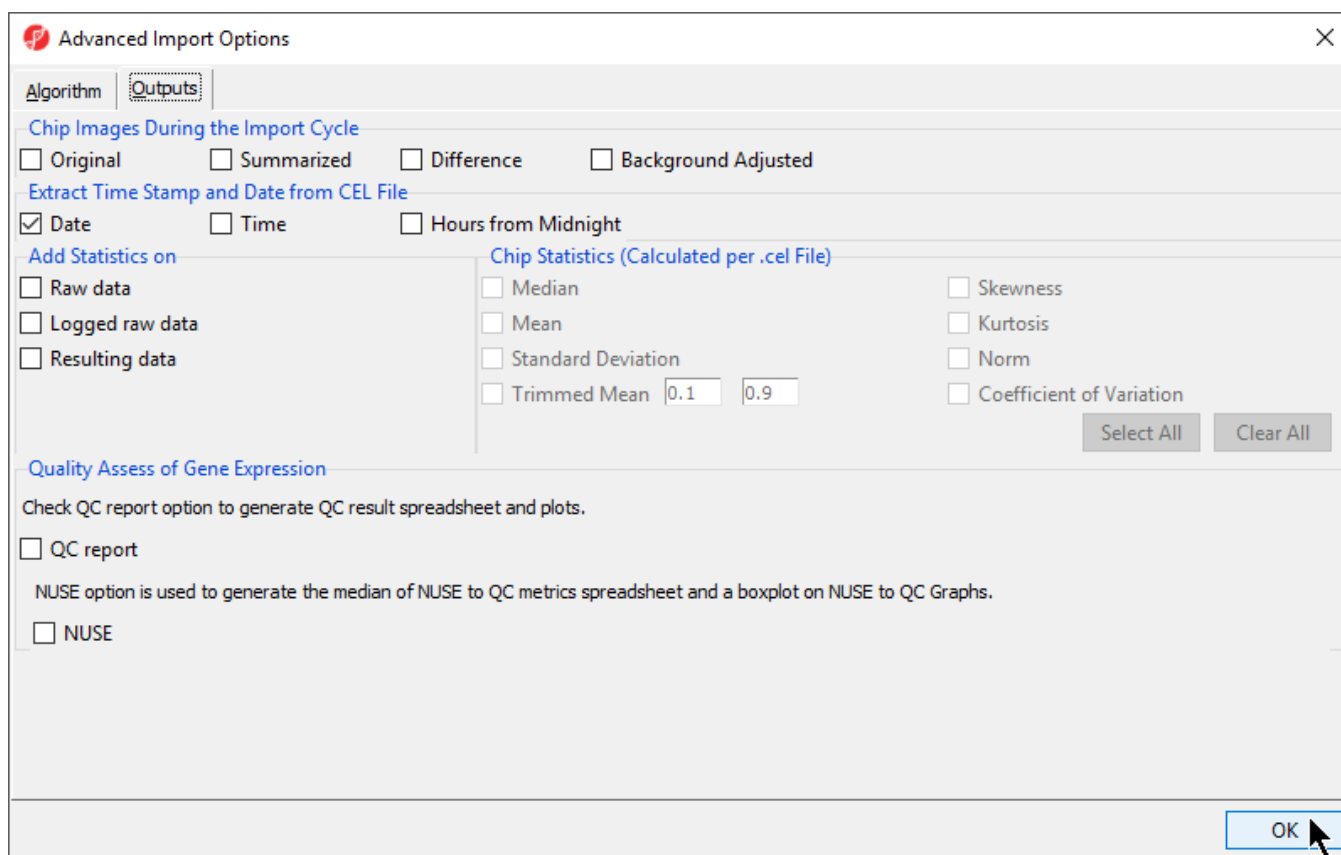 Advanced Import Options
Algorithm Outputs
Chip Images During the Import Cycle
Original Summarized Difference Background Adjusted
Extract Time Stamp and Date from CEL File
Date Time Hours from Midnight
Add Statistics on Chip Statistics (Calculated per .cel File)
Raw data Median Skewness
Logged raw data Mean Kurtosis
Resulting data Standard Deviation Norm
Trimmed Mean 0.1 0.9 Coefficient of Variation
Select All Clear All
Quality Assess of Gene Expression
Check QC report option to generate QC result spreadsheet and plots.
QC report
NUSE option is used to generate the median of NUSE to QC metrics spreadsheet and a boxplot on NUSE to QC Graphs.
NUSE
OK